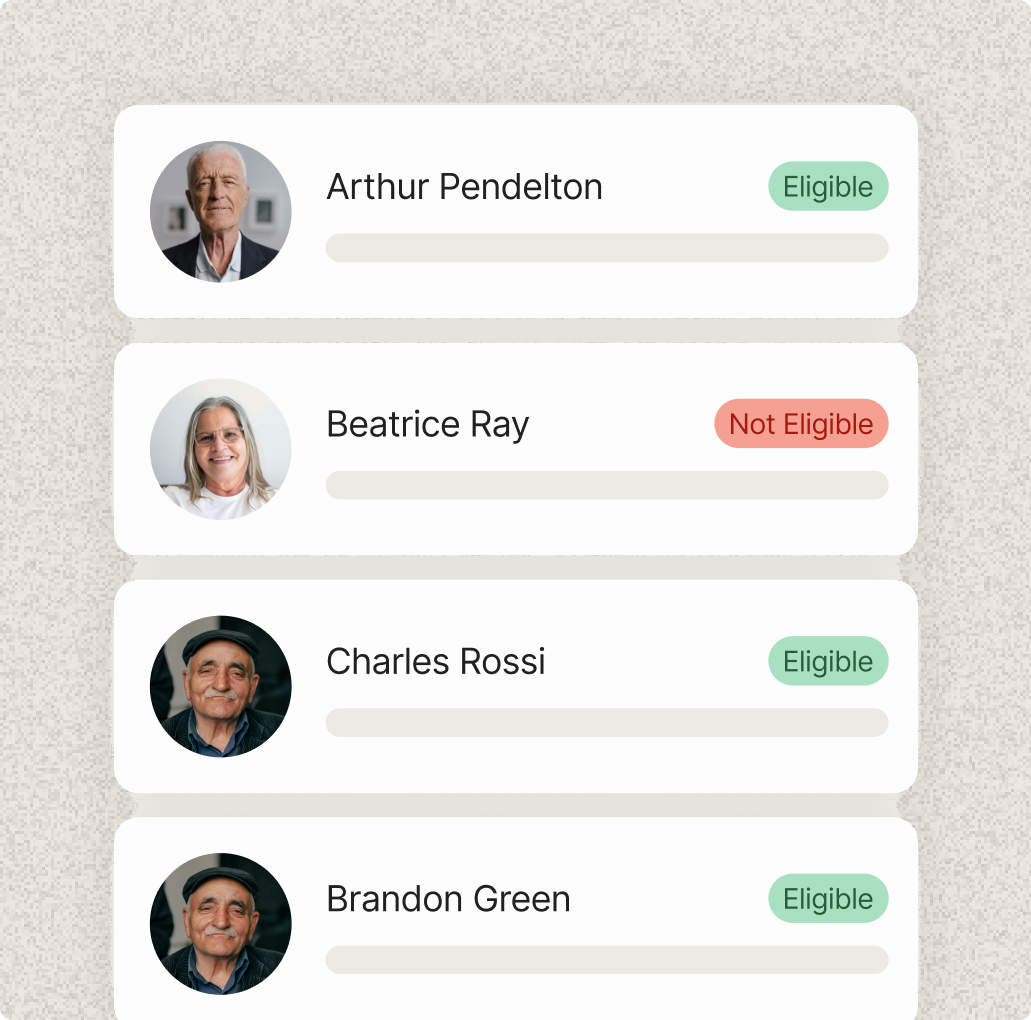 Arthur Pendelton
Eligible
Beatrice Ray
Not Eligible
Charles Rossi
Eligible
Brandon Green
Eligible